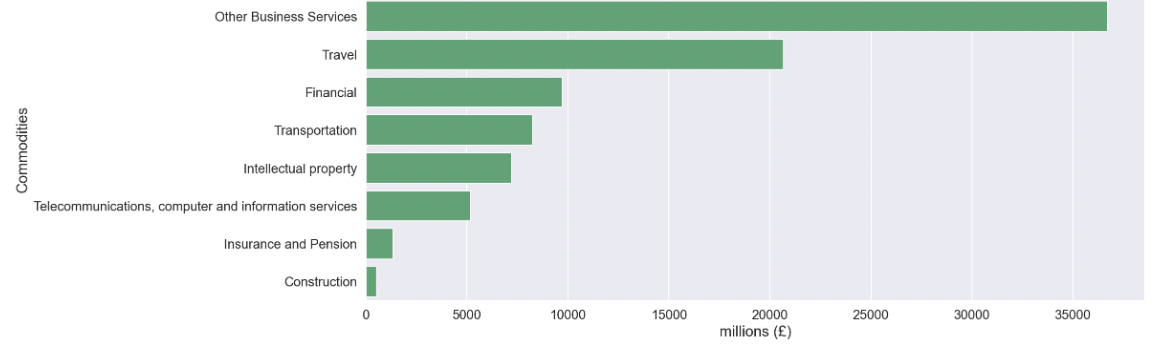 Other Business Services
Travel
Financial
Transportation
Intellectual property
Telecommunications, computer and information services
Insurance and Pension
Construction
Commodities
0 5000 10000 15000 20000 25000 30000 35000
millions (£)